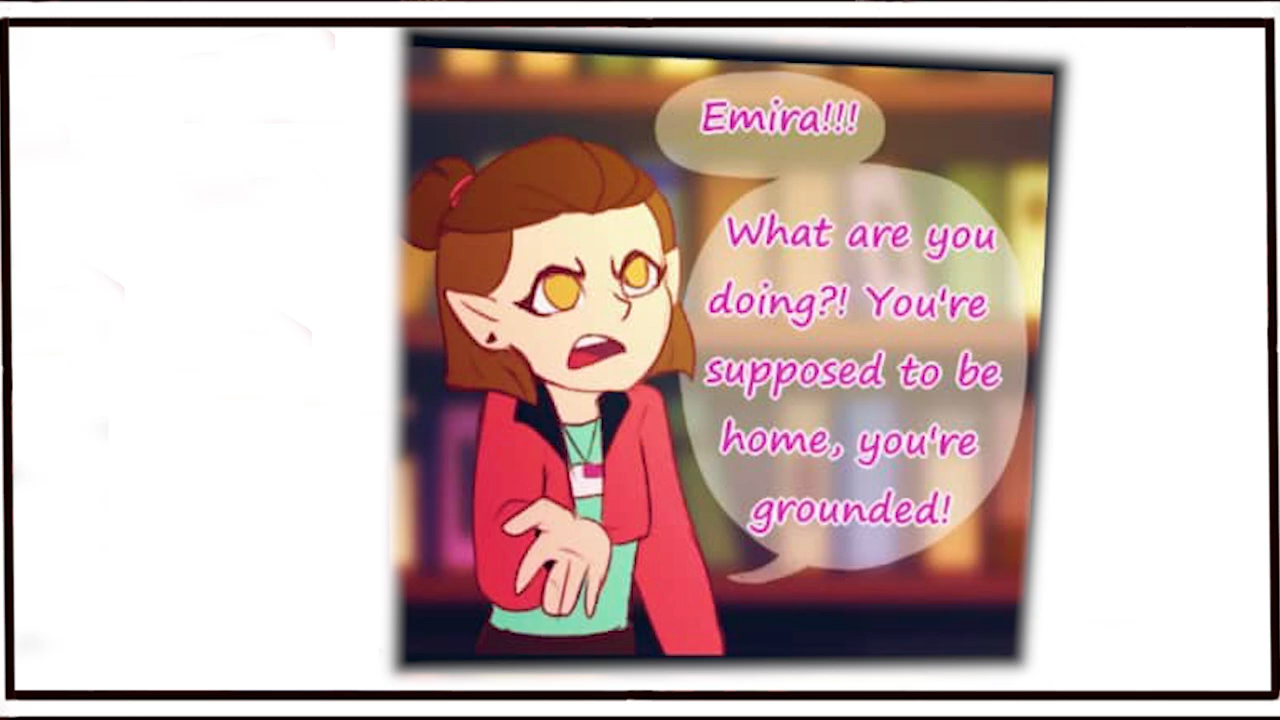 Emira!!!
What are you
doing?! You're
supposed to be
home, you're
grounded!